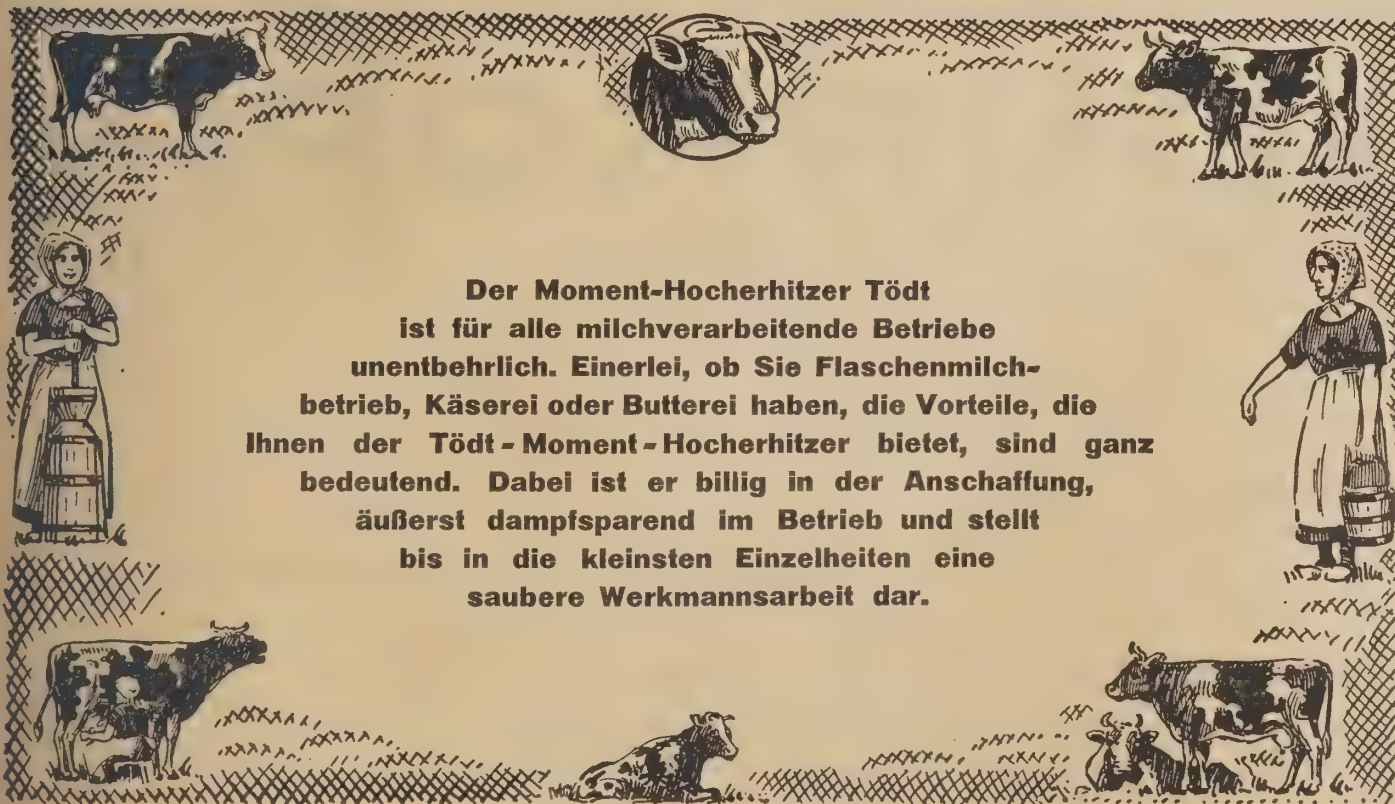 Der Moment-Hocherhitzer Tödt
ist für alle milchverarbeitende Betriebe
unentbehrlich. Einerlei, ob Sie Flaschenmilch-
betrieb, Käserei oder Butterei haben, die Vorteile, die
Ihnen der Tödt-Moment-Hocherhitzer bietet, sind ganz
bedeutend. Dabei ist er billig in der Anschaffung,
äußerst dampfsparend im Betrieb und stellt
bis in die kleinsten Einzelheiten eine
saubere Werkmannsarbeit dar.